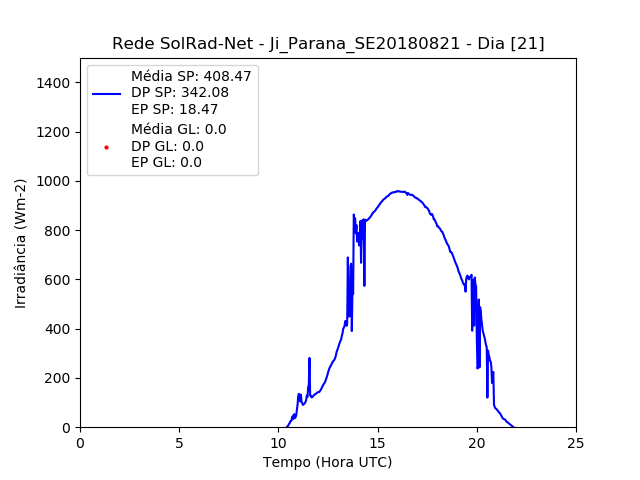 Rede SolRad-Net - Ji_Parana_SE20180821 - Dia [21]
Média SP: 408.47
DP SP: 342.08
EP SP: 18.47
Média GL: 0.0
DP GL: 0.0
EP GL: 0.0
Irradiância (Wm-2)
1400
1200
1000
800
600
400
200
0
0 5 10 15 20 25
Tempo (Hora UTC)